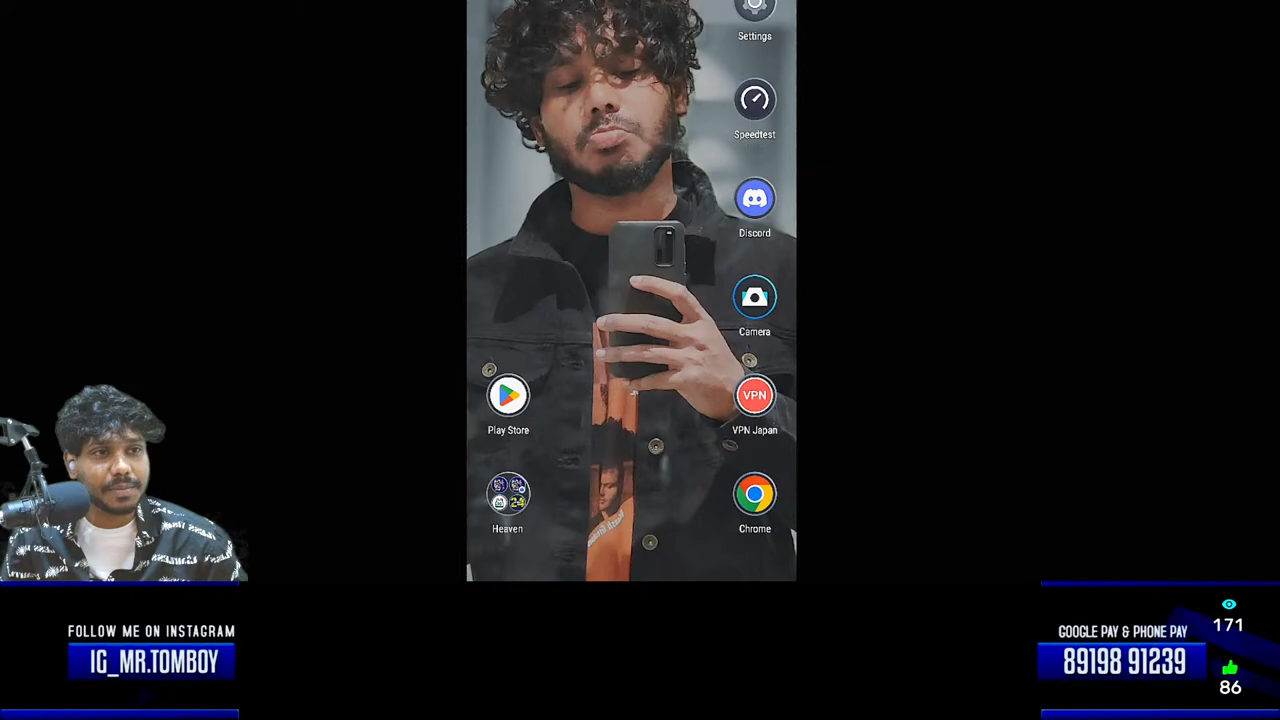 Settings
Speedtest
Discord
Camera
Play Store
VPN
VPN Japan
Heaven
Chrome
FOLLOW ME ON INSTAGRAM
IG_MR.TOMBOY
GOOGLE PAY & PHONE PAY
89198 91239
171
86